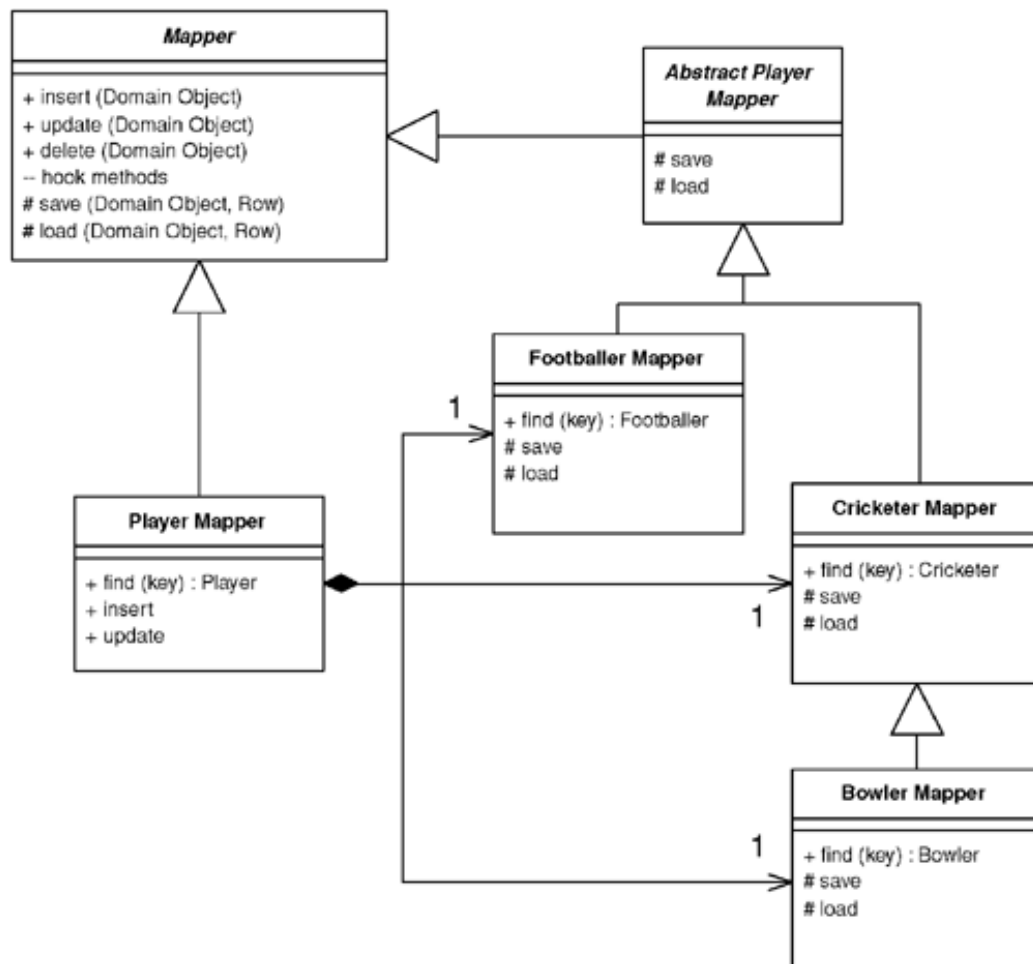 Mapper
+ insert (Domain Object)
+ update (Domain Object)
+ delete (Domain Object)
-- hook methods
# save (Domain Object, Row)
# load (Domain Object, Row)
Abstract Player
Mapper
# save
# load
Footballer Mapper
+ find (key) : Footballer
# save
# load
1
Player Mapper
+ find (key) : Player
+ insert
+ update
Cricketer Mapper
+ find (key) : Cricketer
# save
# load
1
Bowler Mapper
+ find (key) : Bowler
# save
# load
1